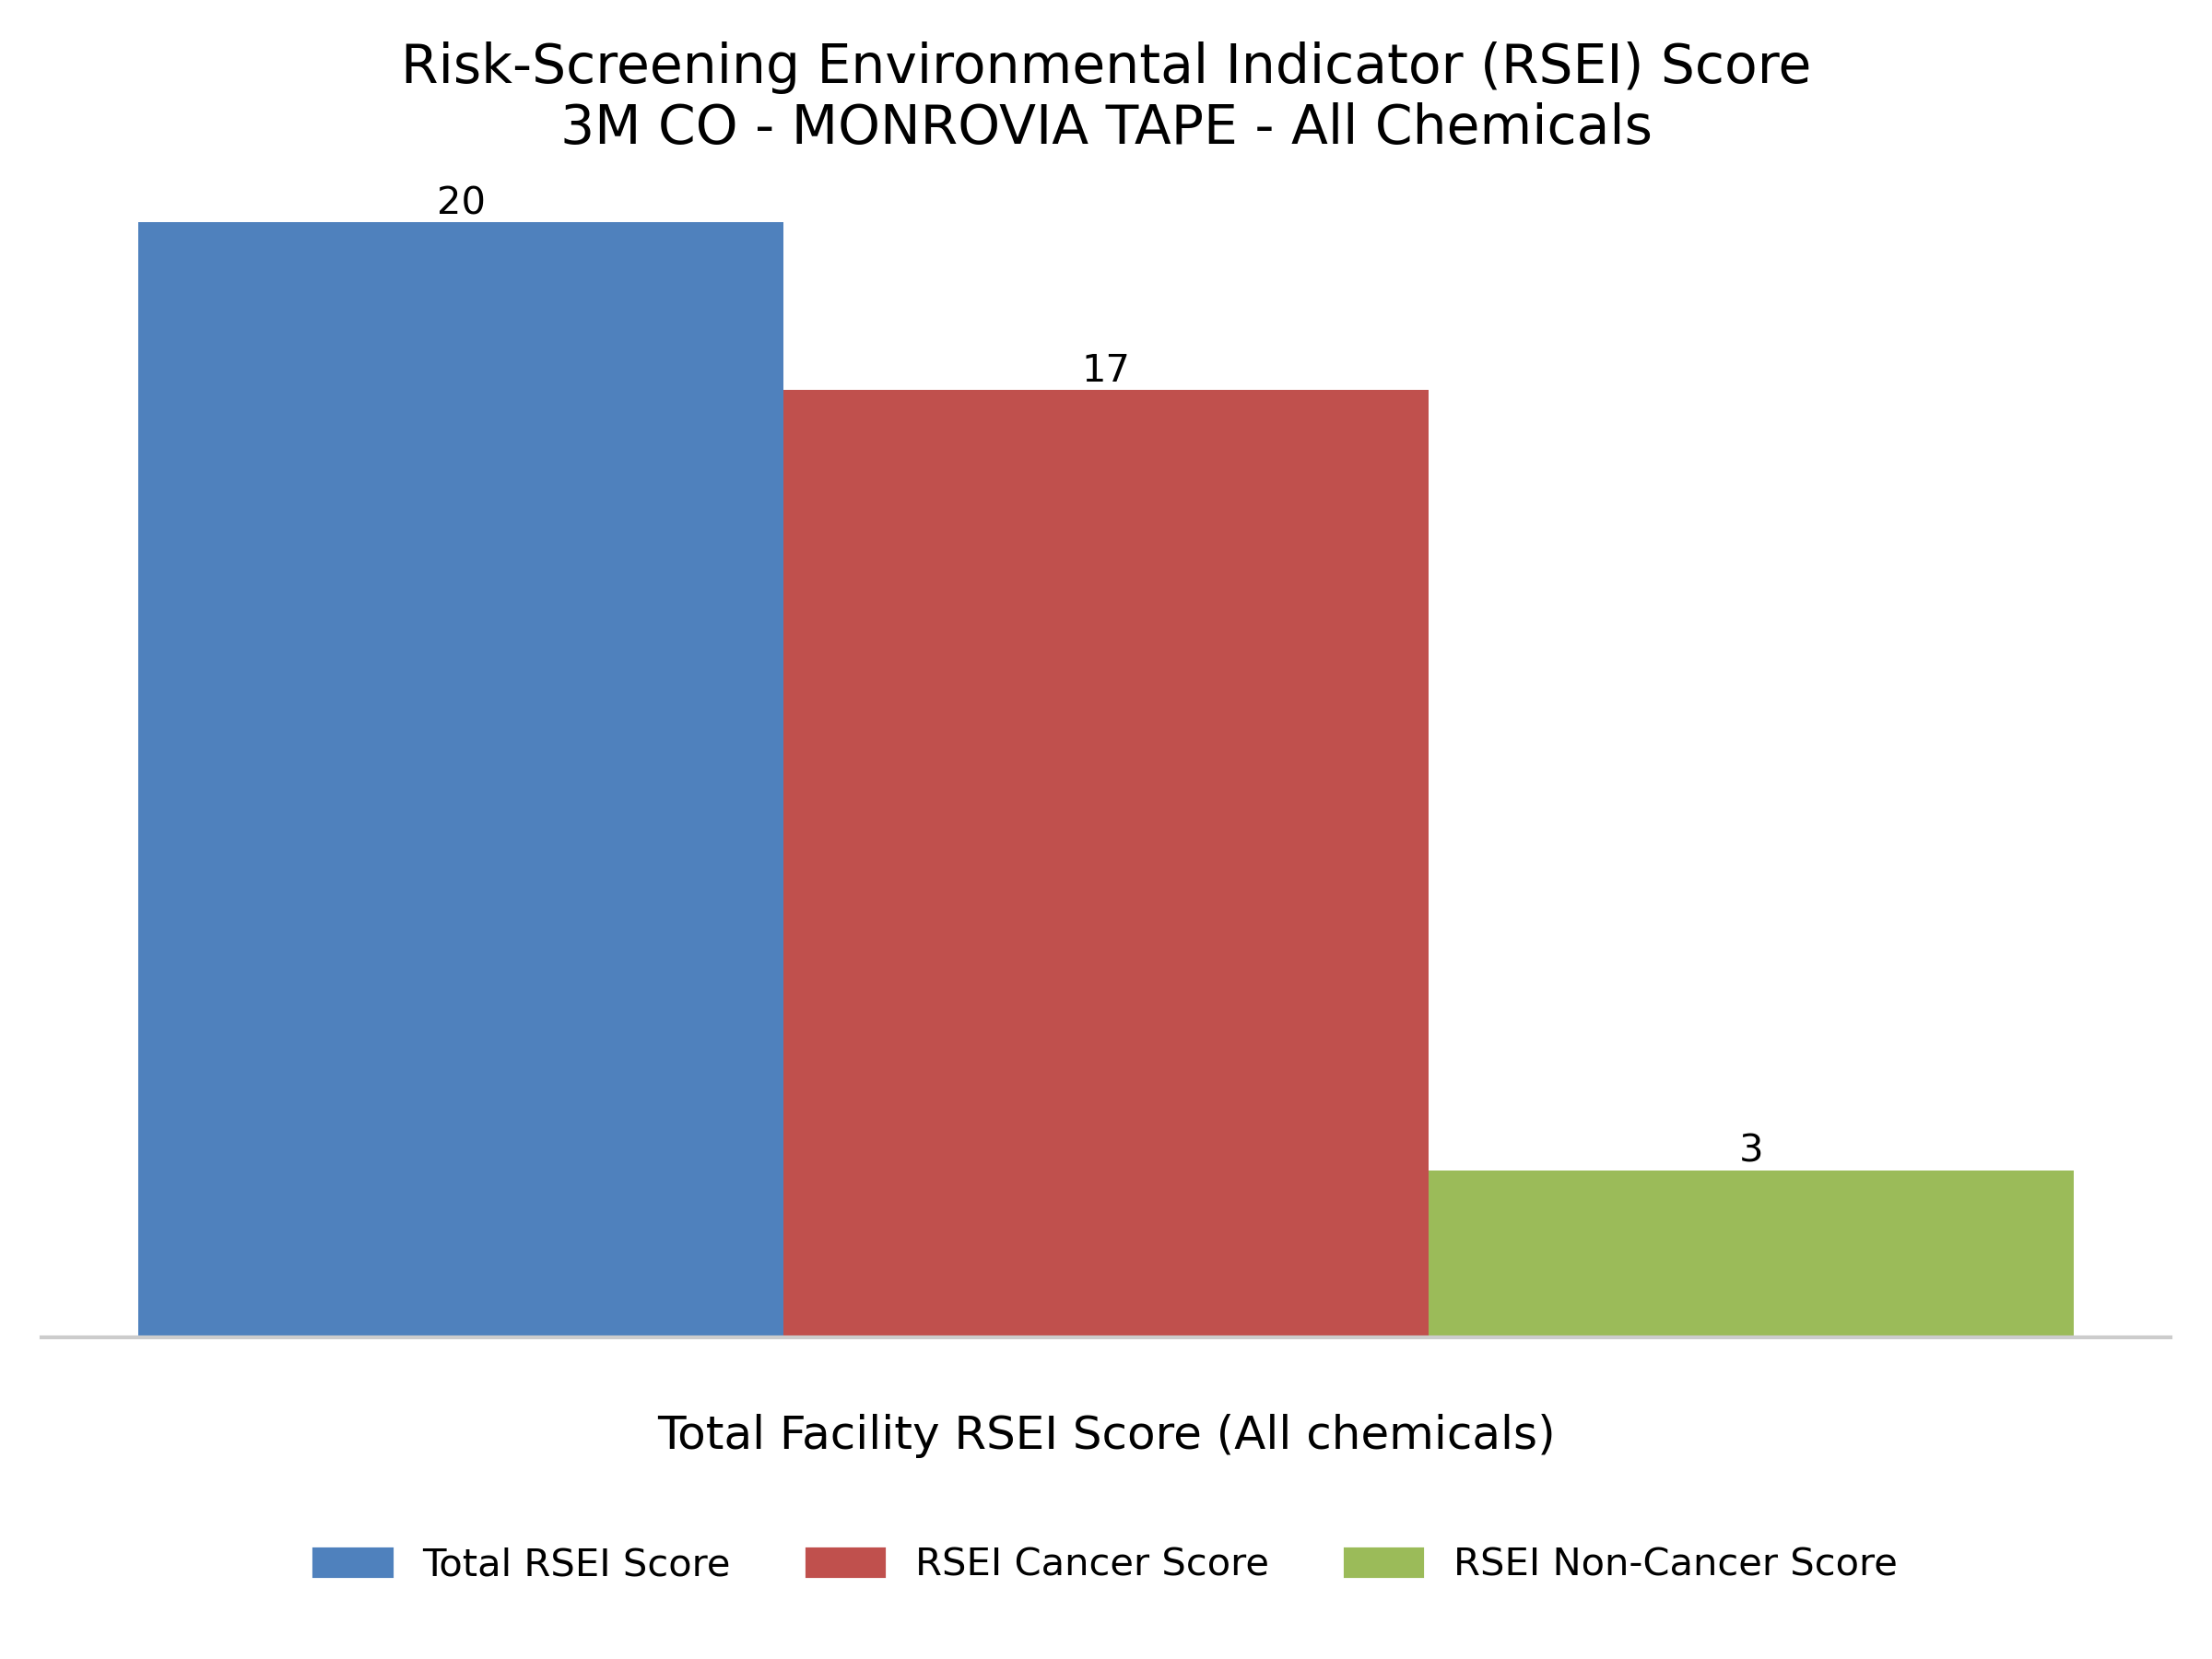 Risk-Screening Environmental Indicator (RSEI) Score
3M CO - MONROVIA TAPE - All Chemicals
20
17
3
Total Facility RSEI Score (All chemicals)
Total RSEI Score
RSEI Cancer Score
RSEI Non-Cancer Score